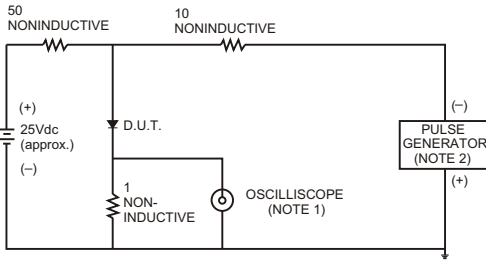 50
NONINDUCTIVE
10
NONINDUCTIVE
(+)
25Vdc
(approx.)
(–)
D.U.T.
1
NON-
INDUCTIVE
OSCILLISCOPE
(NOTE 1)
(–)
PULSE
GENERATOR
(NOTE 2)
(+)